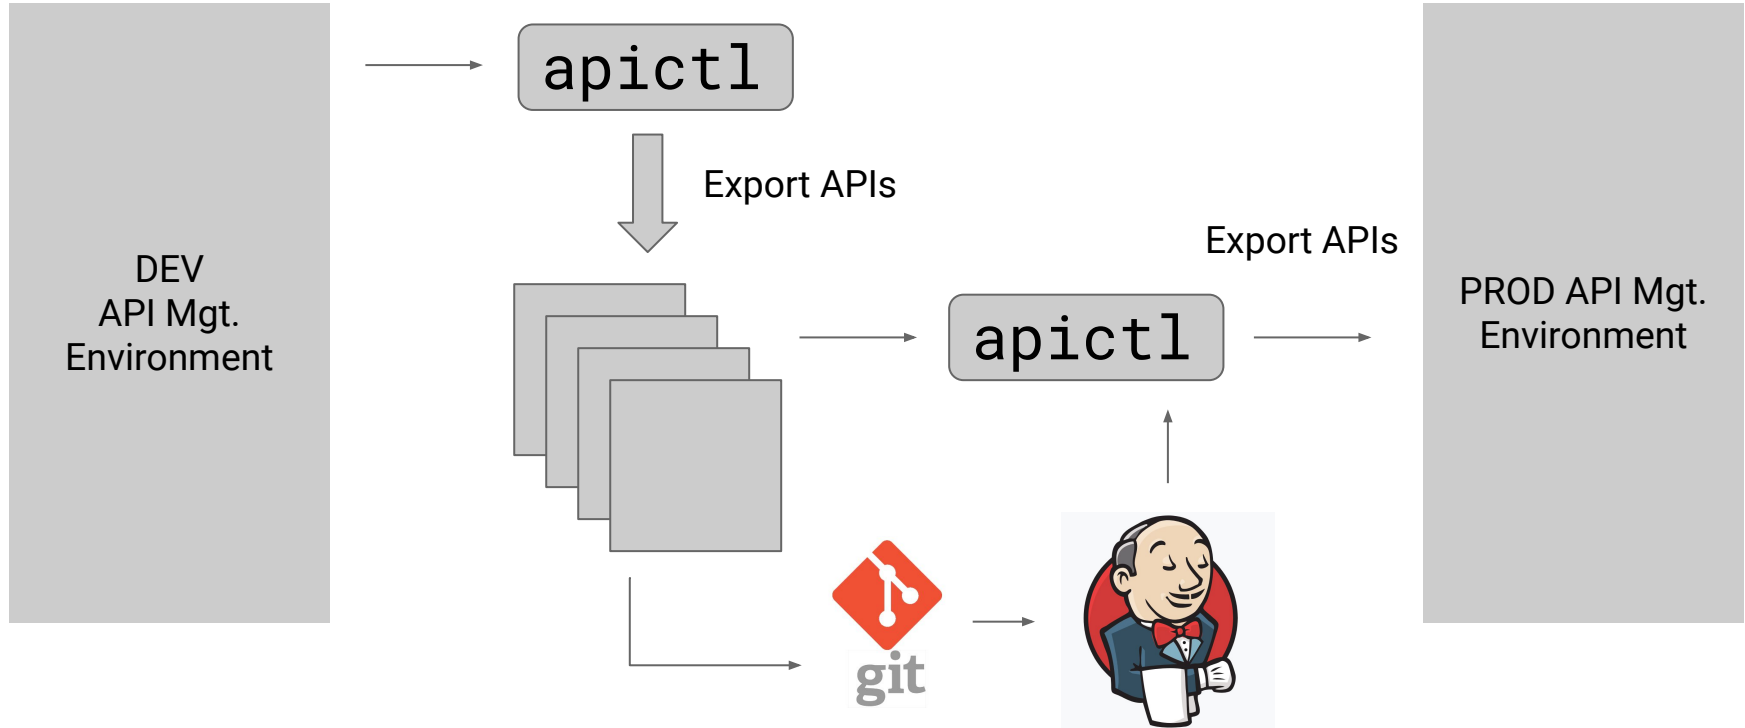 apictl
Export APIs
DEV
API Mgt.
Environment
Export APIs
apictl
PROD API Mgt.
Environment
git